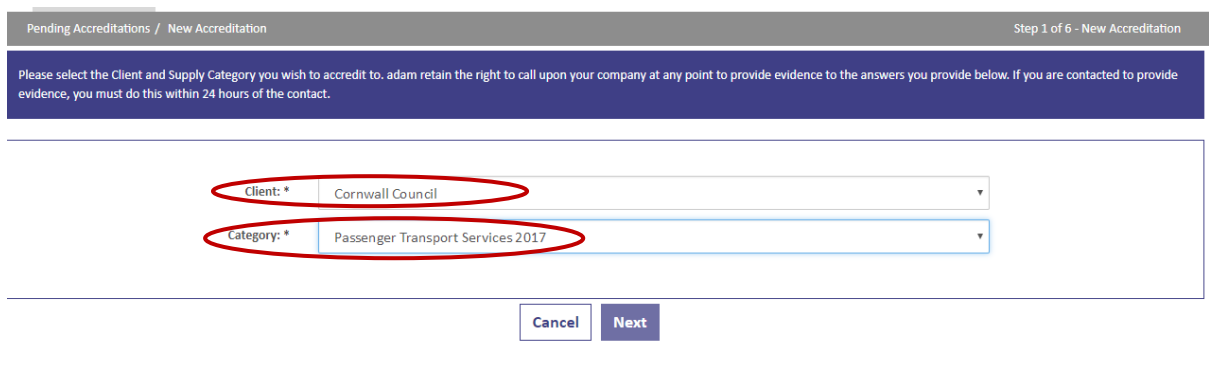 Pending Accreditations / New Accreditation
Step 1 of 6 - New Accreditation
Please select the Client and Supply Category you wish to accredit to. adam retain the right to call upon your company at any point to provide evidence to the answers you provide below. If you are contacted to provide
evidence, you must do this within 24 hours of the contact.
Client: * Cornwall Council
Category: * Passenger Transport Services 2017
Cancel Next